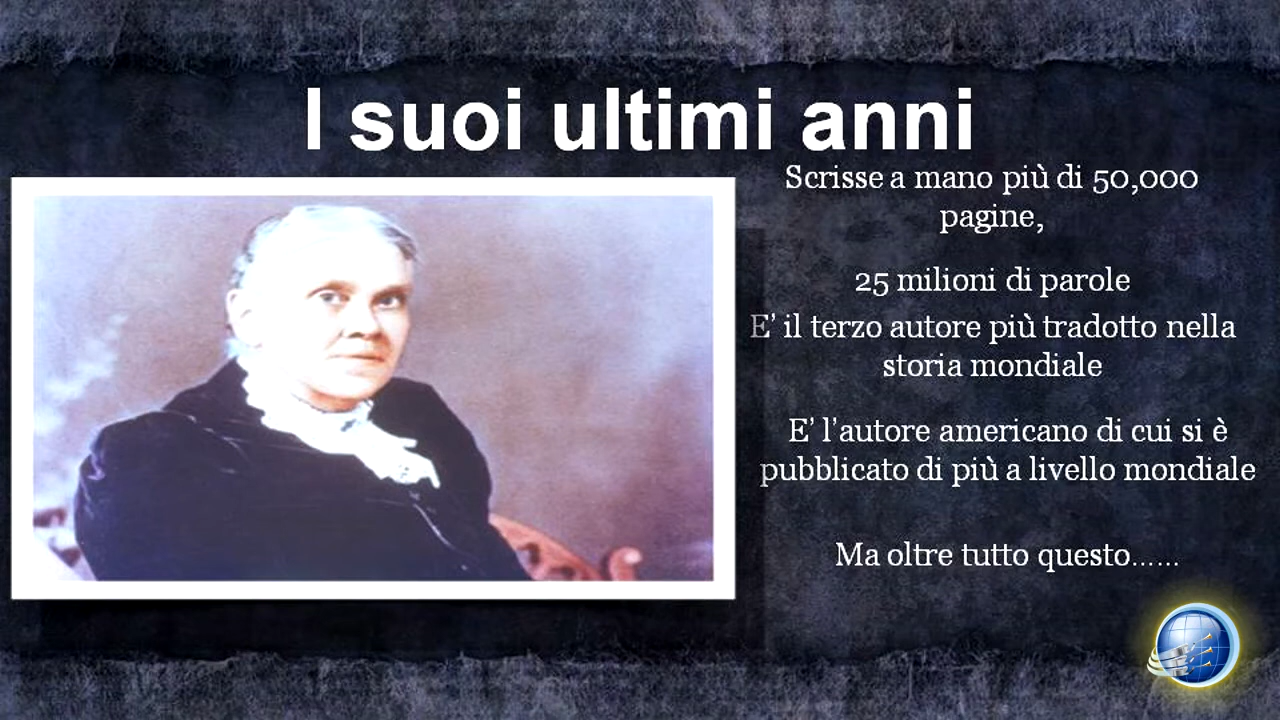 I suoi ultimi anni
Scrisse a mano più di 50,000
pagine,
25 milioni di parole
E’ il terzo autore più tradotto nella
storia mondiale
E’ l’autore americano di cui si è
pubblicato di più a livello mondiale
Ma oltre tutto questo……